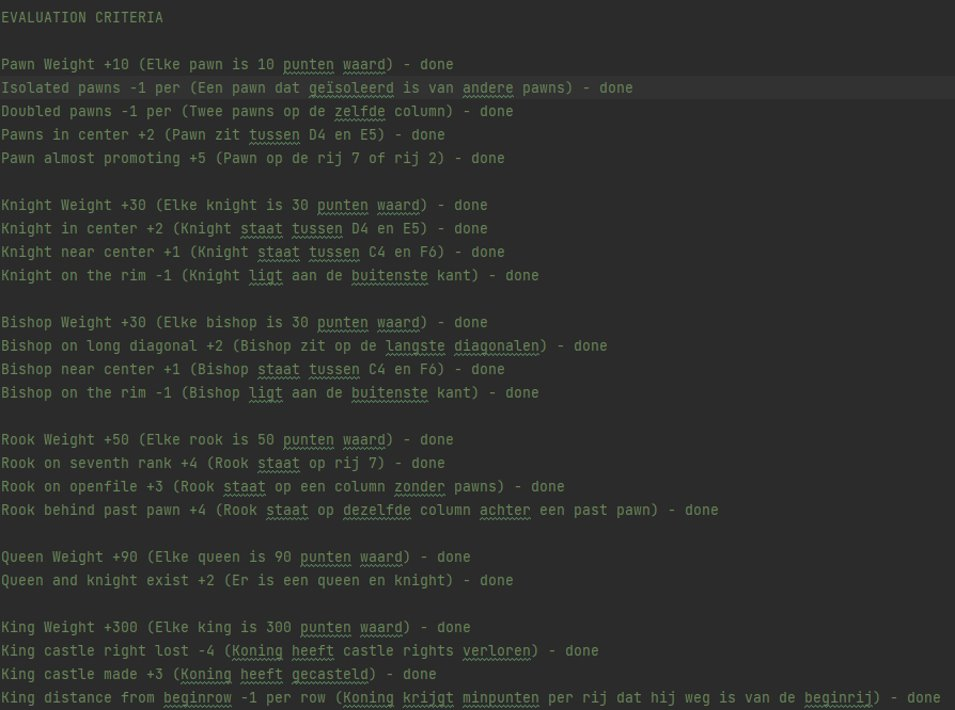 EVALUATION CRITERIA
Pawn Weight +10 (Elke pawn is 10 punten waard) - done
Isolated pawns -1 per (Een pawn dat geïsoleerd is van andere pawns) - done
Doubled pawns -1 per (Twee pawns op de zelfde column) - done
Pawns in center +2 (Pawn zit tussen D4 en E5) - done
Pawn almost promoting +5 (Pawn op de rij 7 of rij 2) - done
Knight Weight +30 (Elke knight is 30 punten waard) - done
Knight in center +2 (Knight staat tussen D4 en E5) - done
Knight near center +1 (Knight staat tussen C4 en F6) - done
Knight on the rim -1 (Knight ligt aan de buitenste kant) - done
Bishop Weight +30 (Elke bishop is 30 punten waard) - done
Bishop on long diagonal +2 (Bishop zit op de langste diagonalen) - done
Bishop near center +1 (Bishop staat tussen C4 en F6) - done
Bishop on the rim -1 (Bishop ligt aan de buitenste kant) - done
Rook Weight +50 (Elke rook is 50 punten waard) - done
Rook on seventh rank +4 (Rook staat op rij 7) - done
Rook on openfile +3 (Rook staat op een column zonder pawns) - done
Rook behind past pawn +4 (Rook staat op dezelfde column achter een past pawn) - done
Queen Weight +90 (Elke queen is 90 punten waard) - done
Queen and knight exist +2 (Er is een queen en knight) - done
King Weight +300 (Elke king is 300 punten waard) - done
King castle right lost -4 (Koning heeft castle rights verloren) - done
King castle made +3 (Koning heeft gecasteld) - done
King distance from beginrow -1 per row (Koning krijgt minpunten per rij dat hij weg is van de beginrij) - done